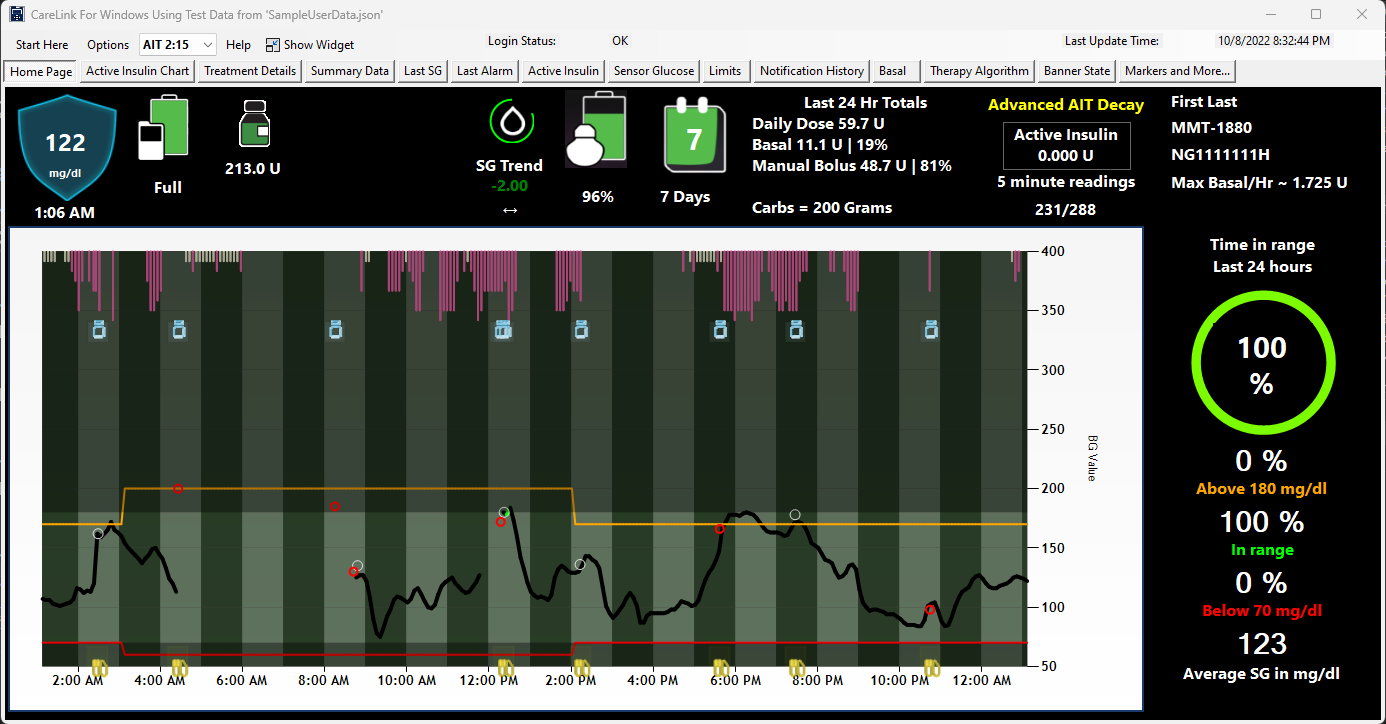 CareLink For Windows Using Test Data from 'SampleUserData.json'
Start Here Options AIT 2:15 Help Show Widget Login Status: OK Last Update Time: 10/8/2022 8:32:44 PM
Home Page Active Insulin Chart Treatment Details Summary Data Last SG Last Alarm Active Insulin Sensor Glucose Limits Notification History Basal Therapy Algorithm Banner State Markers and More...
122
mg/dl
1:06 AM
Full
213.0 U
SG Trend
-2.00
↔
96%
7
7 Days
Last 24 Hr Totals
Daily Dose 59.7 U
Basal 11.1 U | 19%
Manual Bolus 48.7 U | 81%
Carbs = 200 Grams
Advanced AIT Decay
Active Insulin
0.000 U
5 minute readings
231/288
First Last
MMT-1880
NG1111111H
Max Basal/Hr ~ 1.725 U
400
350
300
250
200
150
100
50
BG Value
2:00 AM 4:00 AM 6:00 AM 8:00 AM 10:00 AM 12:00 PM 2:00 PM 4:00 PM 6:00 PM 8:00 PM 10:00 PM 12:00 AM
Time in range
Last 24 hours
100
%
0 %
Above 180 mg/dl
100 %
In range
0 %
Below 70 mg/dl
123
Average SG in mg/dl